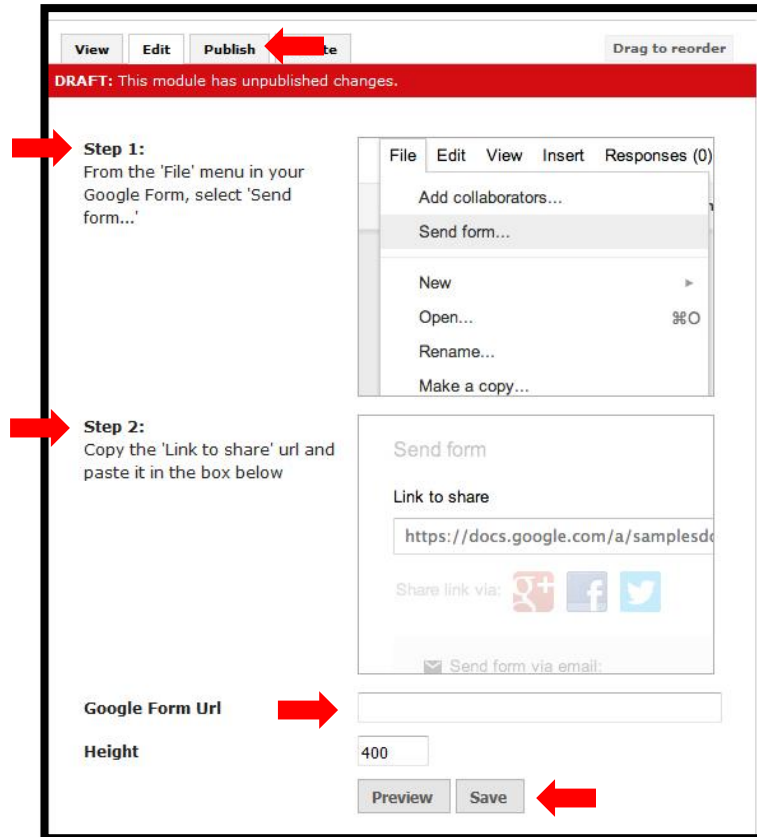 View Edit Publish te Drag to reorder
DRAFT: This module has unpublished changes.
Step 1:
From the 'File' menu in your
Google Form, select 'Send
form...'
File Edit View Insert Responses (0)
Add collaborators...
Send form...
New ►
Open... ⌘O
Rename...
Make a copy...
Step 2:
Copy the 'Link to share' url and
paste it in the box below
Send form
Link to share
https://docs.google.com/a/samplesdo
Share link via:
Send form via email:
Google Form Url
Height 400
Preview Save